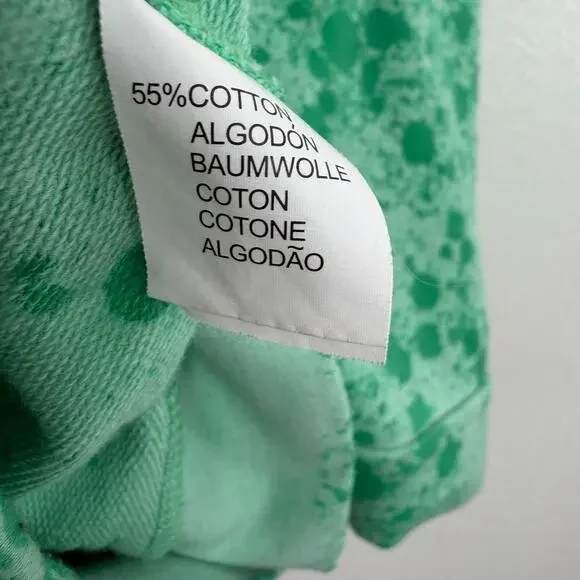 55%COTTON,
ALGODÓN
BAUMWOLLE
COTON
COTONE
ALGODÃO